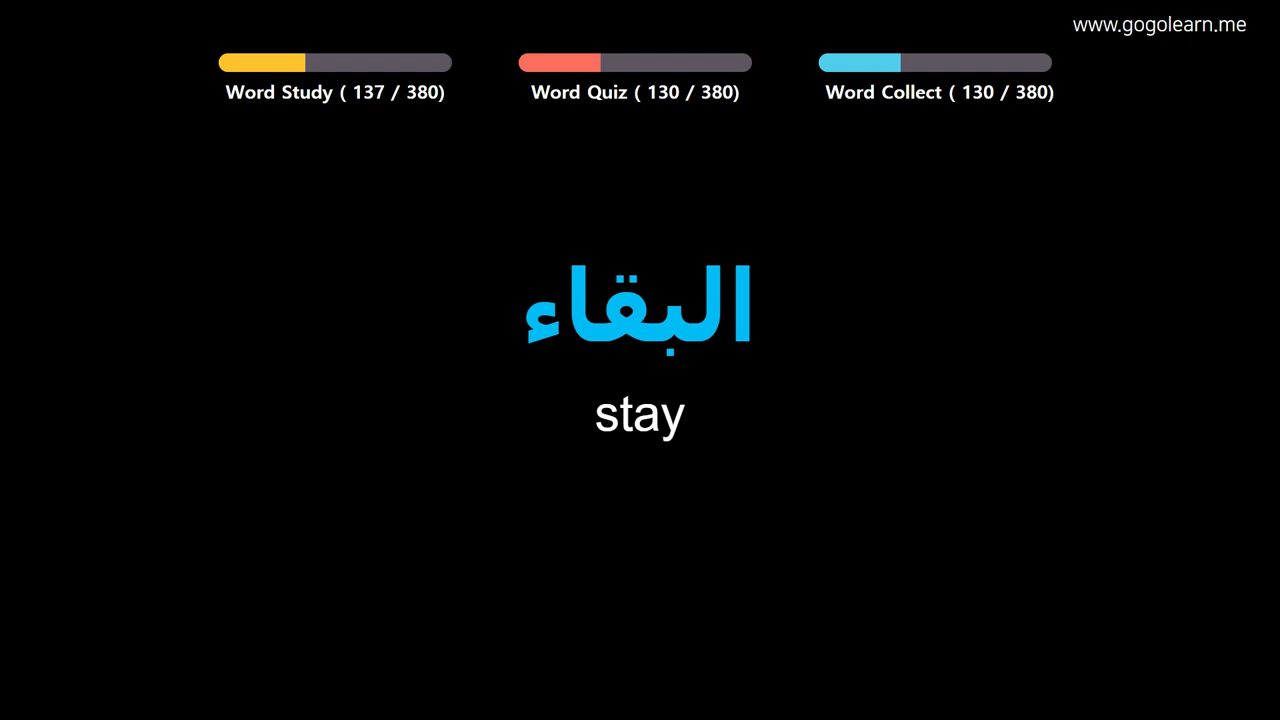 www.gogolearn.me
Word Study ( 137 / 380)
Word Quiz ( 130 / 380)
Word Collect ( 130 / 380)
البقاء
stay